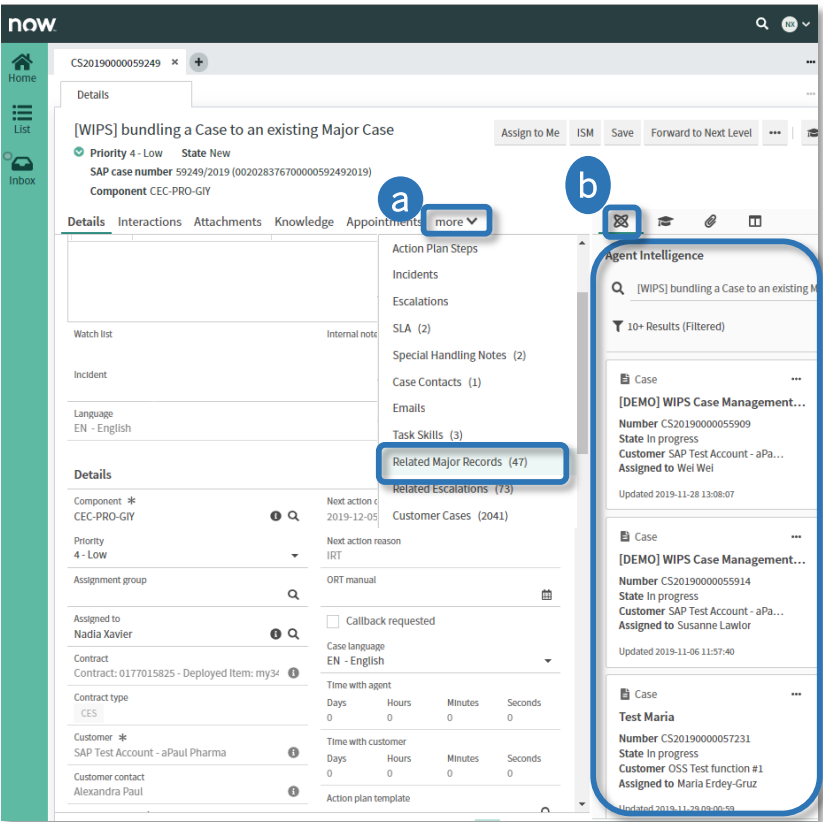 now.
NX
CS20190000059249 × +
Home
Details
List
[WIPS] bundling a Case to an existing Major Case
Assign to Me ISM Save Forward to Next Level
Priority 4 - Low State New
SAP case number 59249/2019 (002028376700000592492019)
Inbox
Component CEC-PRO-GIY
a
b
Details Interactions Attachments Knowledge Appointments more
Action Plan Steps
Incidents
Escalations
SLA (2)
Special Handling Notes (2)
Case Contacts (1)
Emails
Task Skills (3)
Related Major Records (47)
Related Escalations (73)
Customer Cases (2041)
Watch list
Internal note
Incident
Language
EN - English
Details
Component *
CEC-PRO-GIY
Priority
4 - Low
Assignment group
Assigned to
Nadia Xavier
Contract
Contract: 0177015825 - Deployed Item: my34
Contract type
CES
Customer *
SAP Test Account - aPaul Pharma
Customer contact
Alexandra Paul
Next action
2019-12-05
Next action reason
IRT
ORT manual
Callback requested
Case language
EN - English
Time with agent
Days Hours Minutes Seconds
0 0 0 0
Time with customer
Days Hours Minutes Seconds
0 0 0 0
Action plan template
Agent Intelligence
[WIPS] bundling a Case to an existing M
10+ Results (Filtered)
Case
[DEMO] WIPS Case Management...
Number CS20190000055909
State In progress
Customer SAP Test Account - aPa...
Assigned to Wei Wei
Updated 2019-11-28 13:08:07
Case
[DEMO] WIPS Case Management...
Number CS20190000055914
State In progress
Customer SAP Test Account - aPa...
Assigned to Susanne Lawlor
Updated 2019-11-06 11:57:40
Case
Test Maria
Number CS20190000057231
State In progress
Customer OSS Test function #1
Assigned to Maria Erdey-Gruz
Updated 2019-11-29 09:00:59